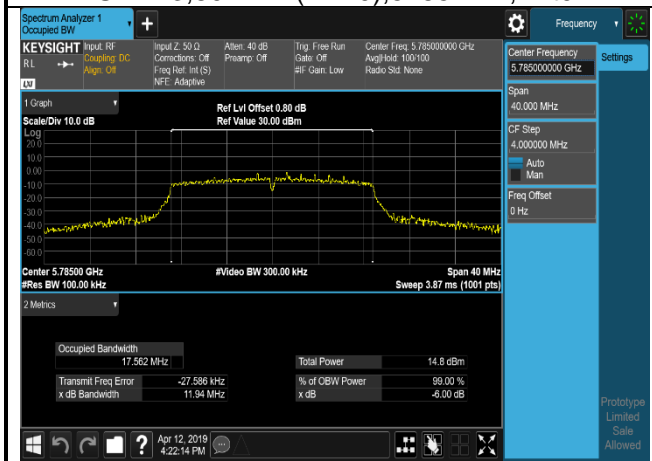 Spectrum Analyzer 1
Occupied BW
+
Frequency
KEYSIGHT
RL
LXI
Input: RF
Coupling: DC
Align: Off
Input Z: 50 Ω
Corrections: Off
Freq Ref: Int (S)
NFE: Adaptive
Atten: 40 dB
Preamp: Off
Trig: Free Run
Gate: Off
#IF Gain: Low
Center Freq: 5.785000000 GHz
Avg|Hold: 100/100
Radio Std: None
Center Frequency
5.785000000 GHz
Settings
Span
40.000 MHz
CF Step
4.000000 MHz
Auto
Man
Freq Offset
0 Hz
1 Graph
Scale/Div 10.0 dB
Ref Lvl Offset 0.80 dB
Ref Value 30.00 dBm
Log
20.0
10.0
0.00
-10.0
-20.0
-30.0
-40.0
-50.0
-60.0
Center 5.78500 GHz
#Video BW 300.00 kHz
Span 40 MHz
#Res BW 100.00 kHz
Sweep 3.87 ms (1001 pts)
2 Metrics
Occupied Bandwidth
17.562 MHz
Total Power 14.8 dBm
Transmit Freq Error -27.586 kHz
% of OBW Power 99.00 %
x dB Bandwidth 11.94 MHz
x dB -6.00 dB
Prototype
Limited
Sale
Allowed
?
Apr 12, 2019
4:22:14 PM